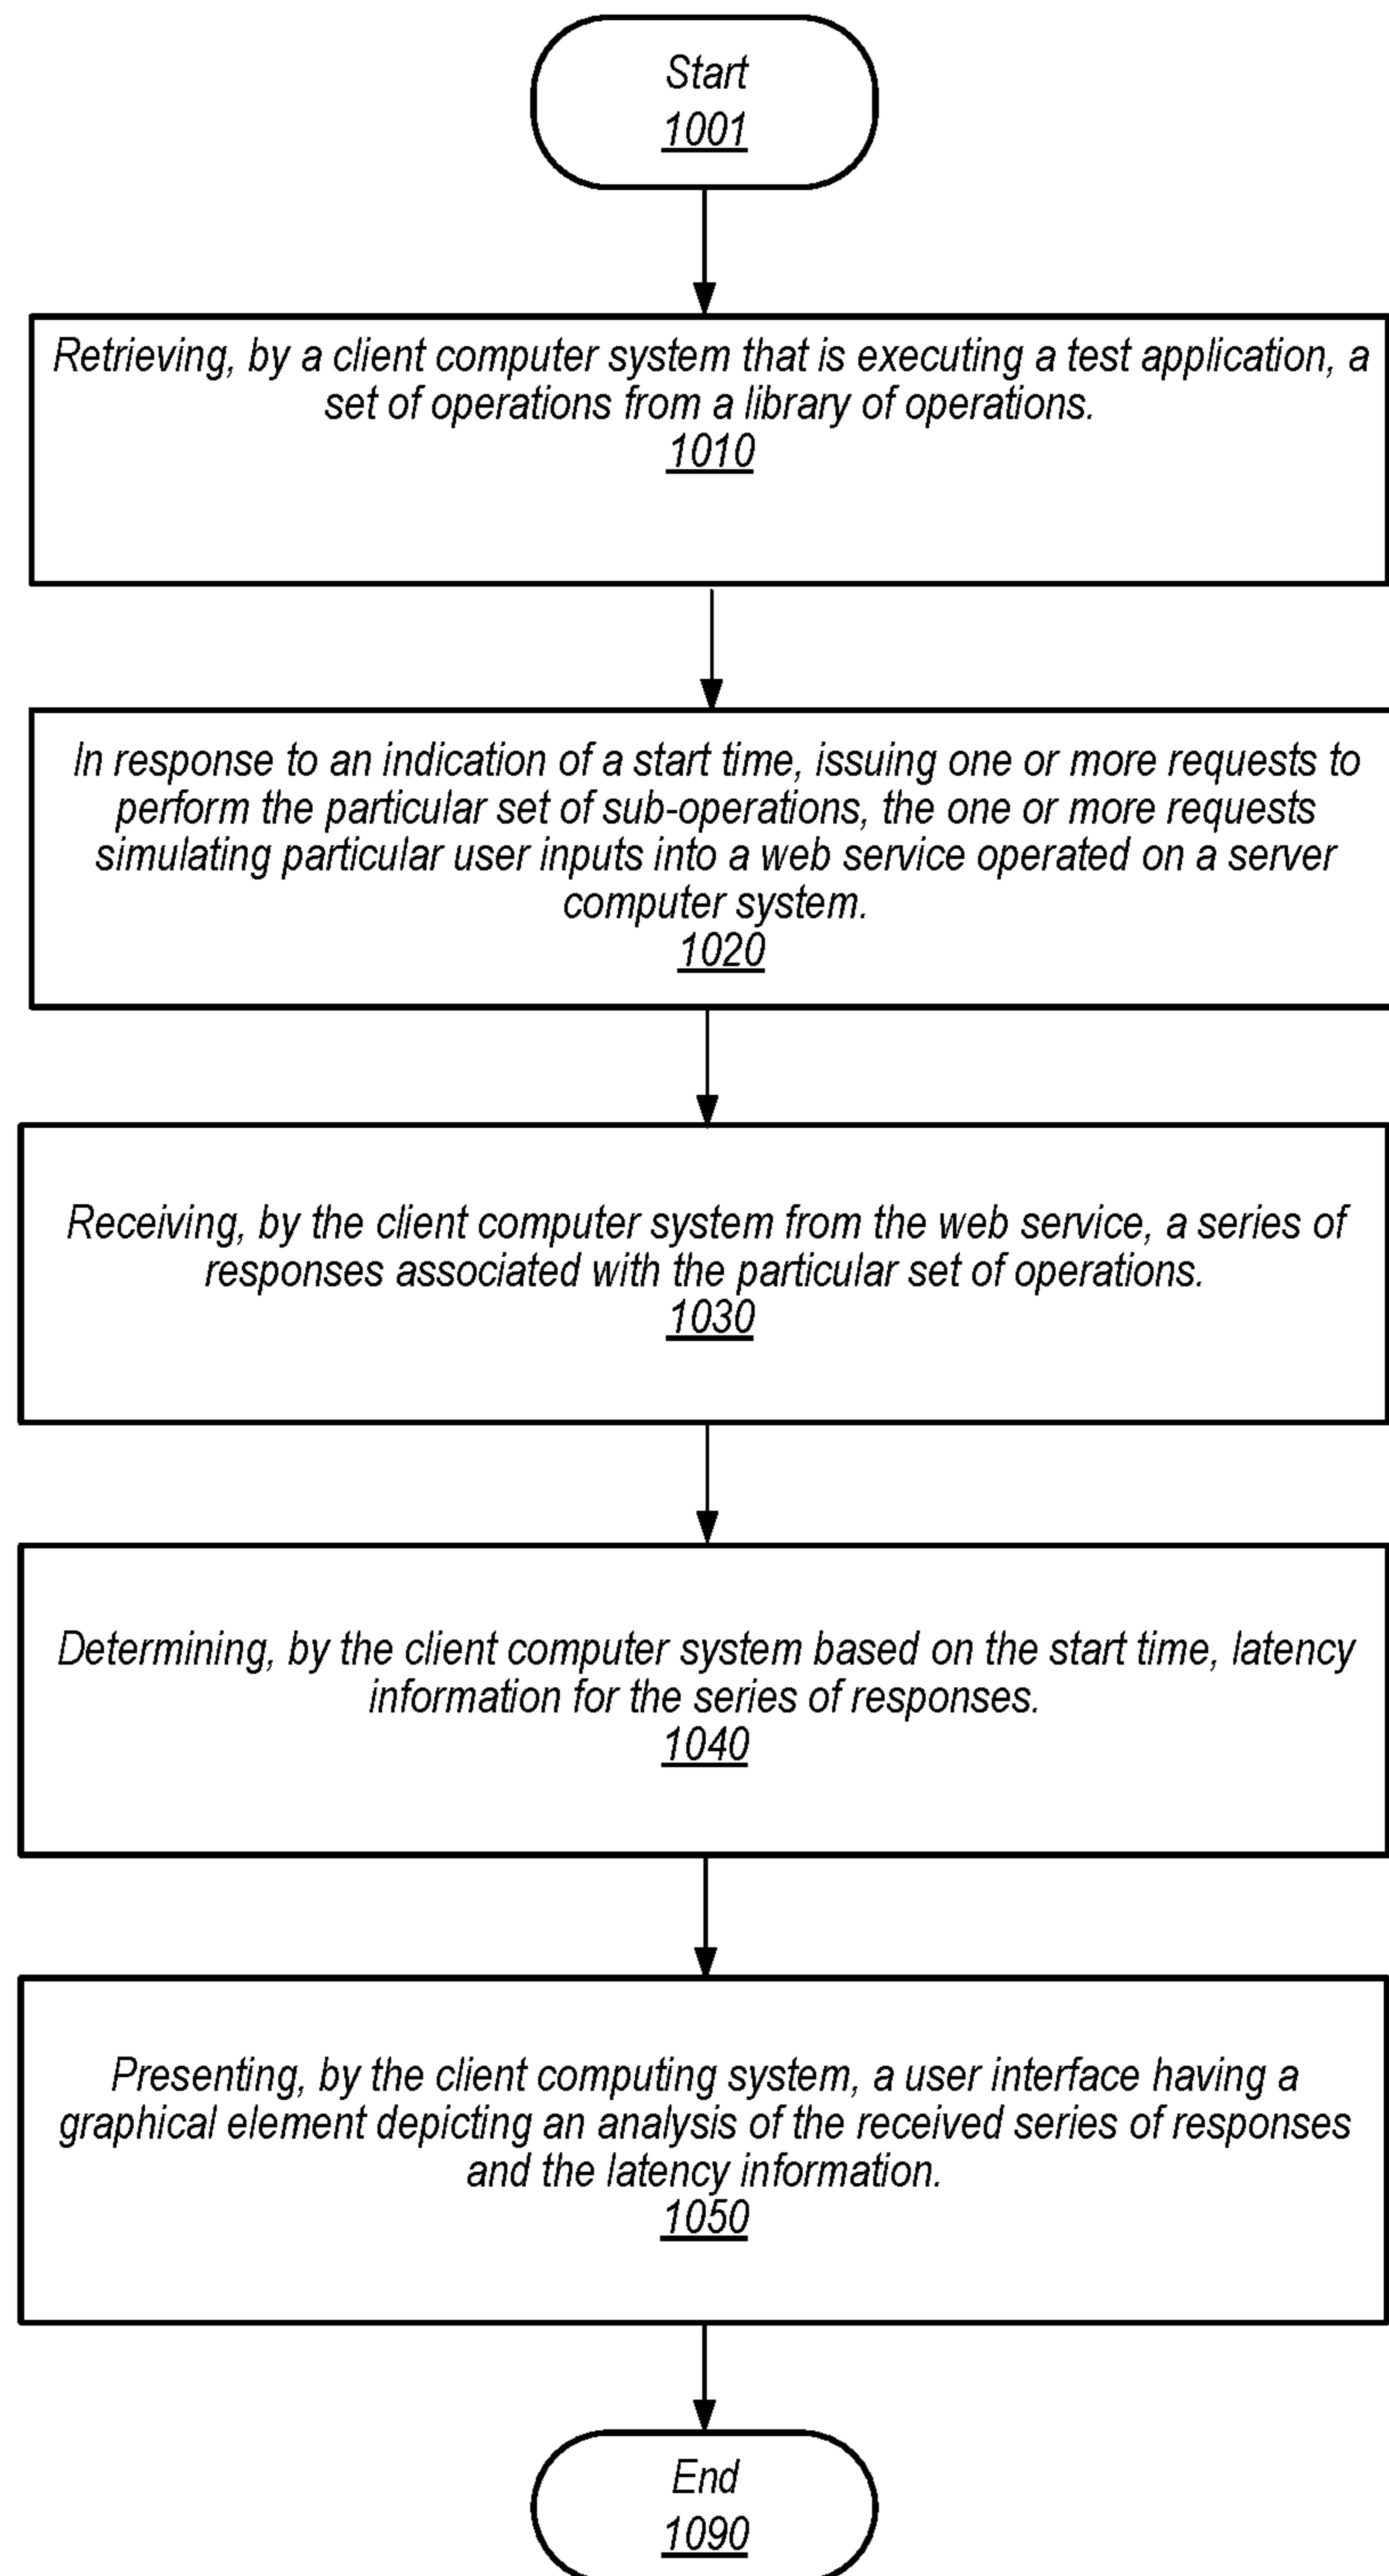 Start
1001
Retrieving, by a client computer system that is executing a test application, a
set of operations from a library of operations.
1010
In response to an indication of a start time, issuing one or more requests to
perform the particular set of sub-operations, the one or more requests
simulating particular user inputs into a web service operated on a server
computer system.
1020
Receiving, by the client computer system from the web service, a series of
responses associated with the particular set of operations.
1030
Determining, by the client computer system based on the start time, latency
information for the series of responses.
1040
Presenting, by the client computing system, a user interface having a
graphical element depicting an analysis of the received series of responses
and the latency information.
1050
End
1090